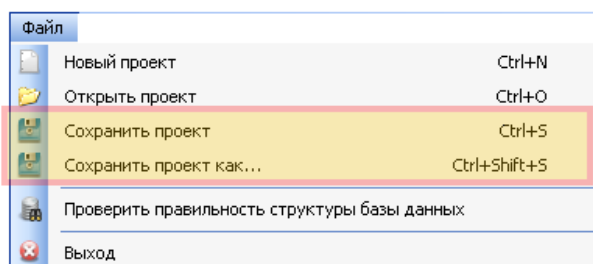 Файл
Новый проект Ctrl+N
Открыть проект Ctrl+O
Сохранить проект Ctrl+S
Сохранить проект как... Ctrl+Shift+S
Проверить правильность структуры базы данных
Выход